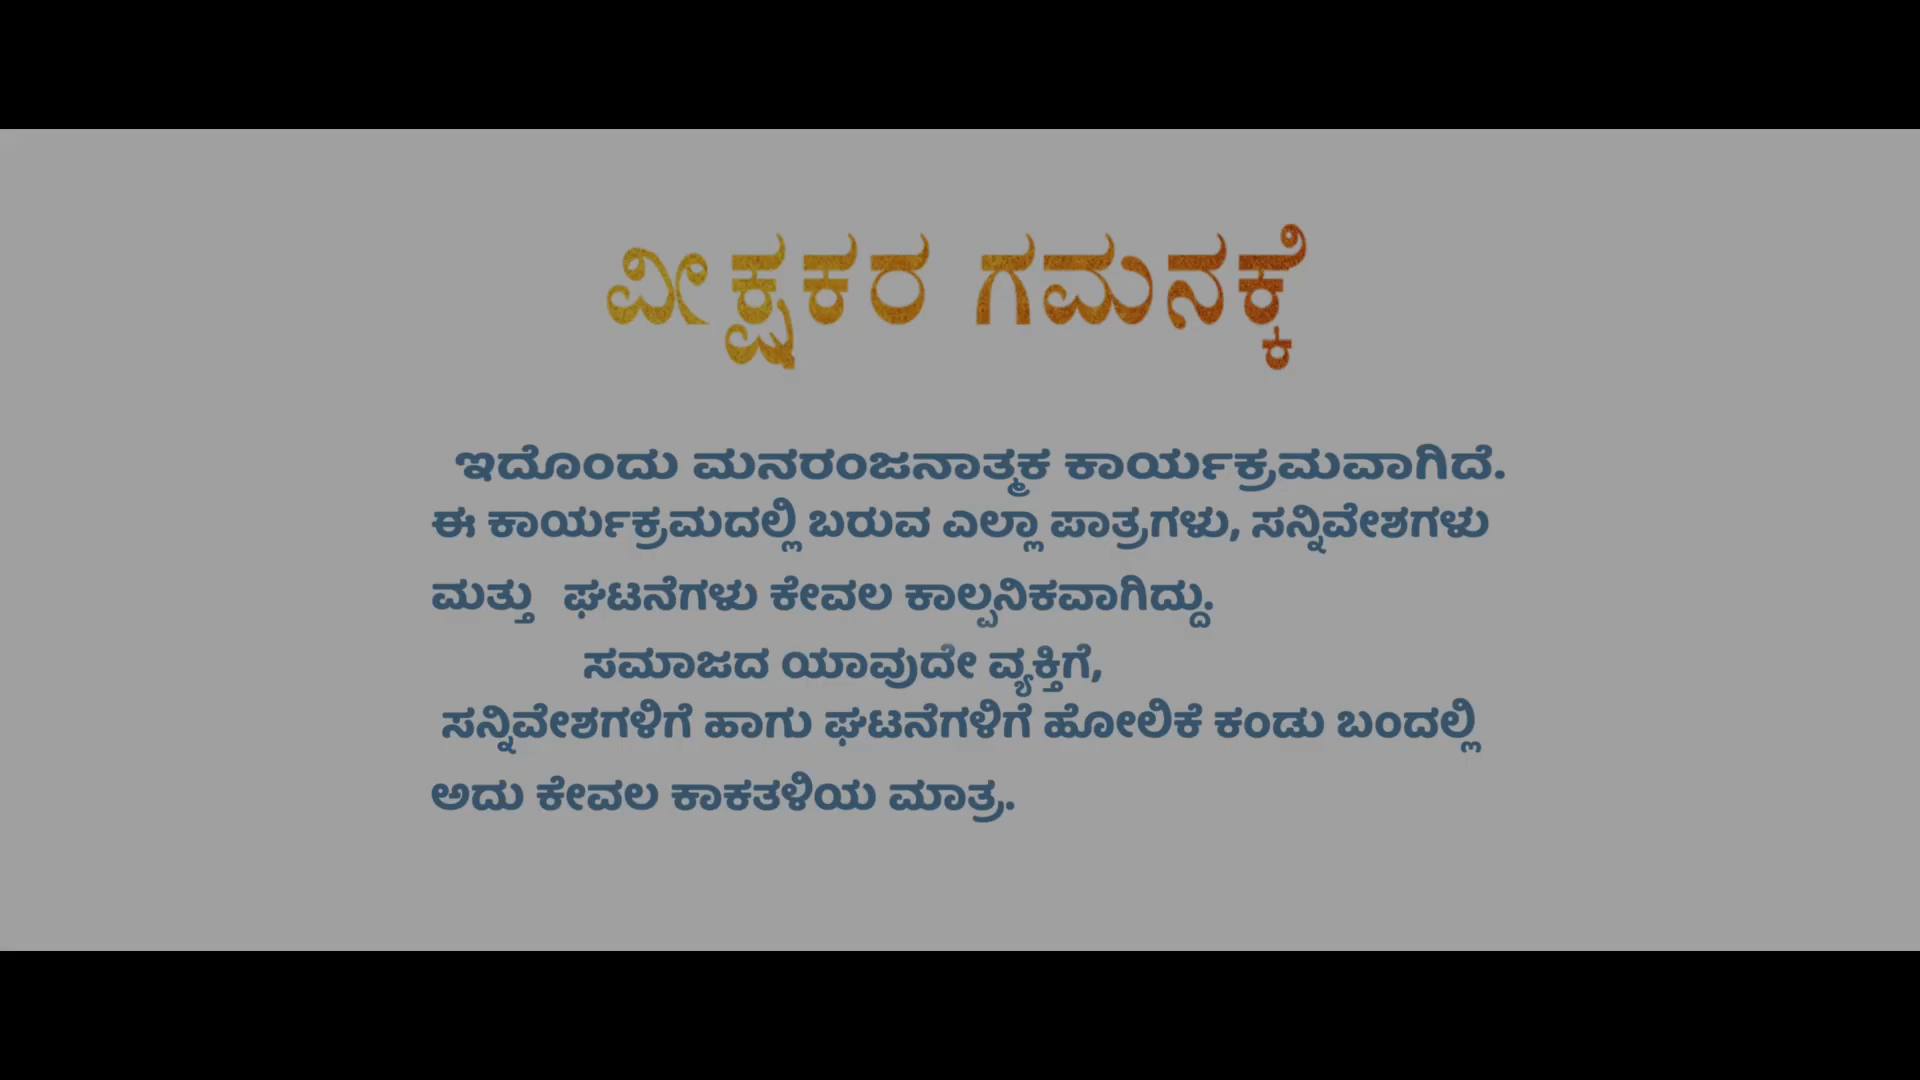 ವೀಕ್ಷಕರ ಗಮನಕ್ಕೆ
ಇದೊಂದು ಮನರಂಜನಾತ್ಮಕ ಕಾರ್ಯಕ್ರಮವಾಗಿದೆ.
ಈ ಕಾರ್ಯಕ್ರಮದಲ್ಲಿ ಬರುವ ಎಲ್ಲಾ ಪಾತ್ರಗಳು, ಸನ್ನಿವೇಶಗಳು
ಮತ್ತು ಘಟನೆಗಳು ಕೇವಲ ಕಾಲ್ಪನಿಕವಾಗಿದ್ದು.
ಸಮಾಜದ ಯಾವುದೇ ವ್ಯಕ್ತಿಗೆ,
ಸನ್ನಿವೇಶಗಳಿಗೆ ಹಾಗು ಘಟನೆಗಳಿಗೆ ಹೋಲಿಕೆ ಕಂಡು ಬಂದಲ್ಲಿ
ಅದು ಕೇವಲ ಕಾಕತಳಿಯ ಮಾತ್ರ.